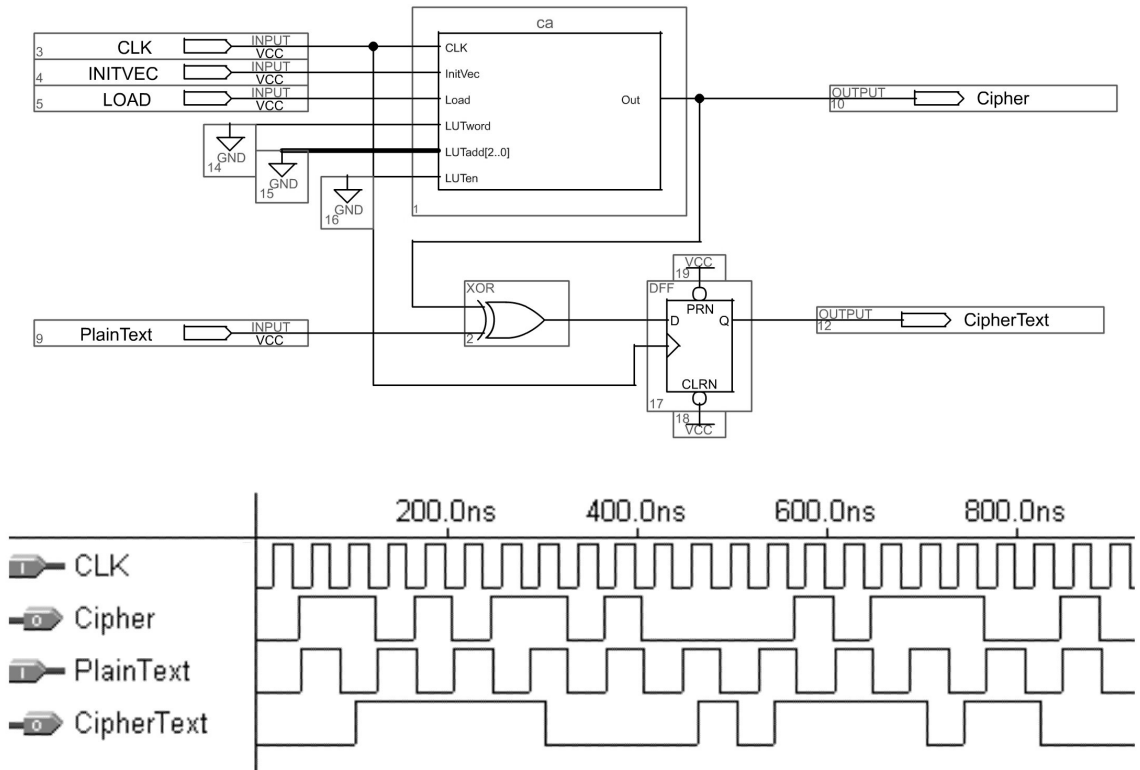 ca
3 CLK INPUT VCC
CLK
4 INITVEC INPUT VCC
InitVec
5 LOAD INPUT VCC
Load
Out
OUTPUT 10 Cipher
LUTword
14 GND
LUTadd[2..0]
15 GND
LUTen
16 GND
1
XOR
2
19 VCC
DFF
PRN
D Q
CLRN
17
18 VCC
9 PlainText INPUT VCC
OUTPUT 12 CipherText
200.0ns 400.0ns 600.0ns 800.0ns
I CLK
O Cipher
I PlainText
O CipherText